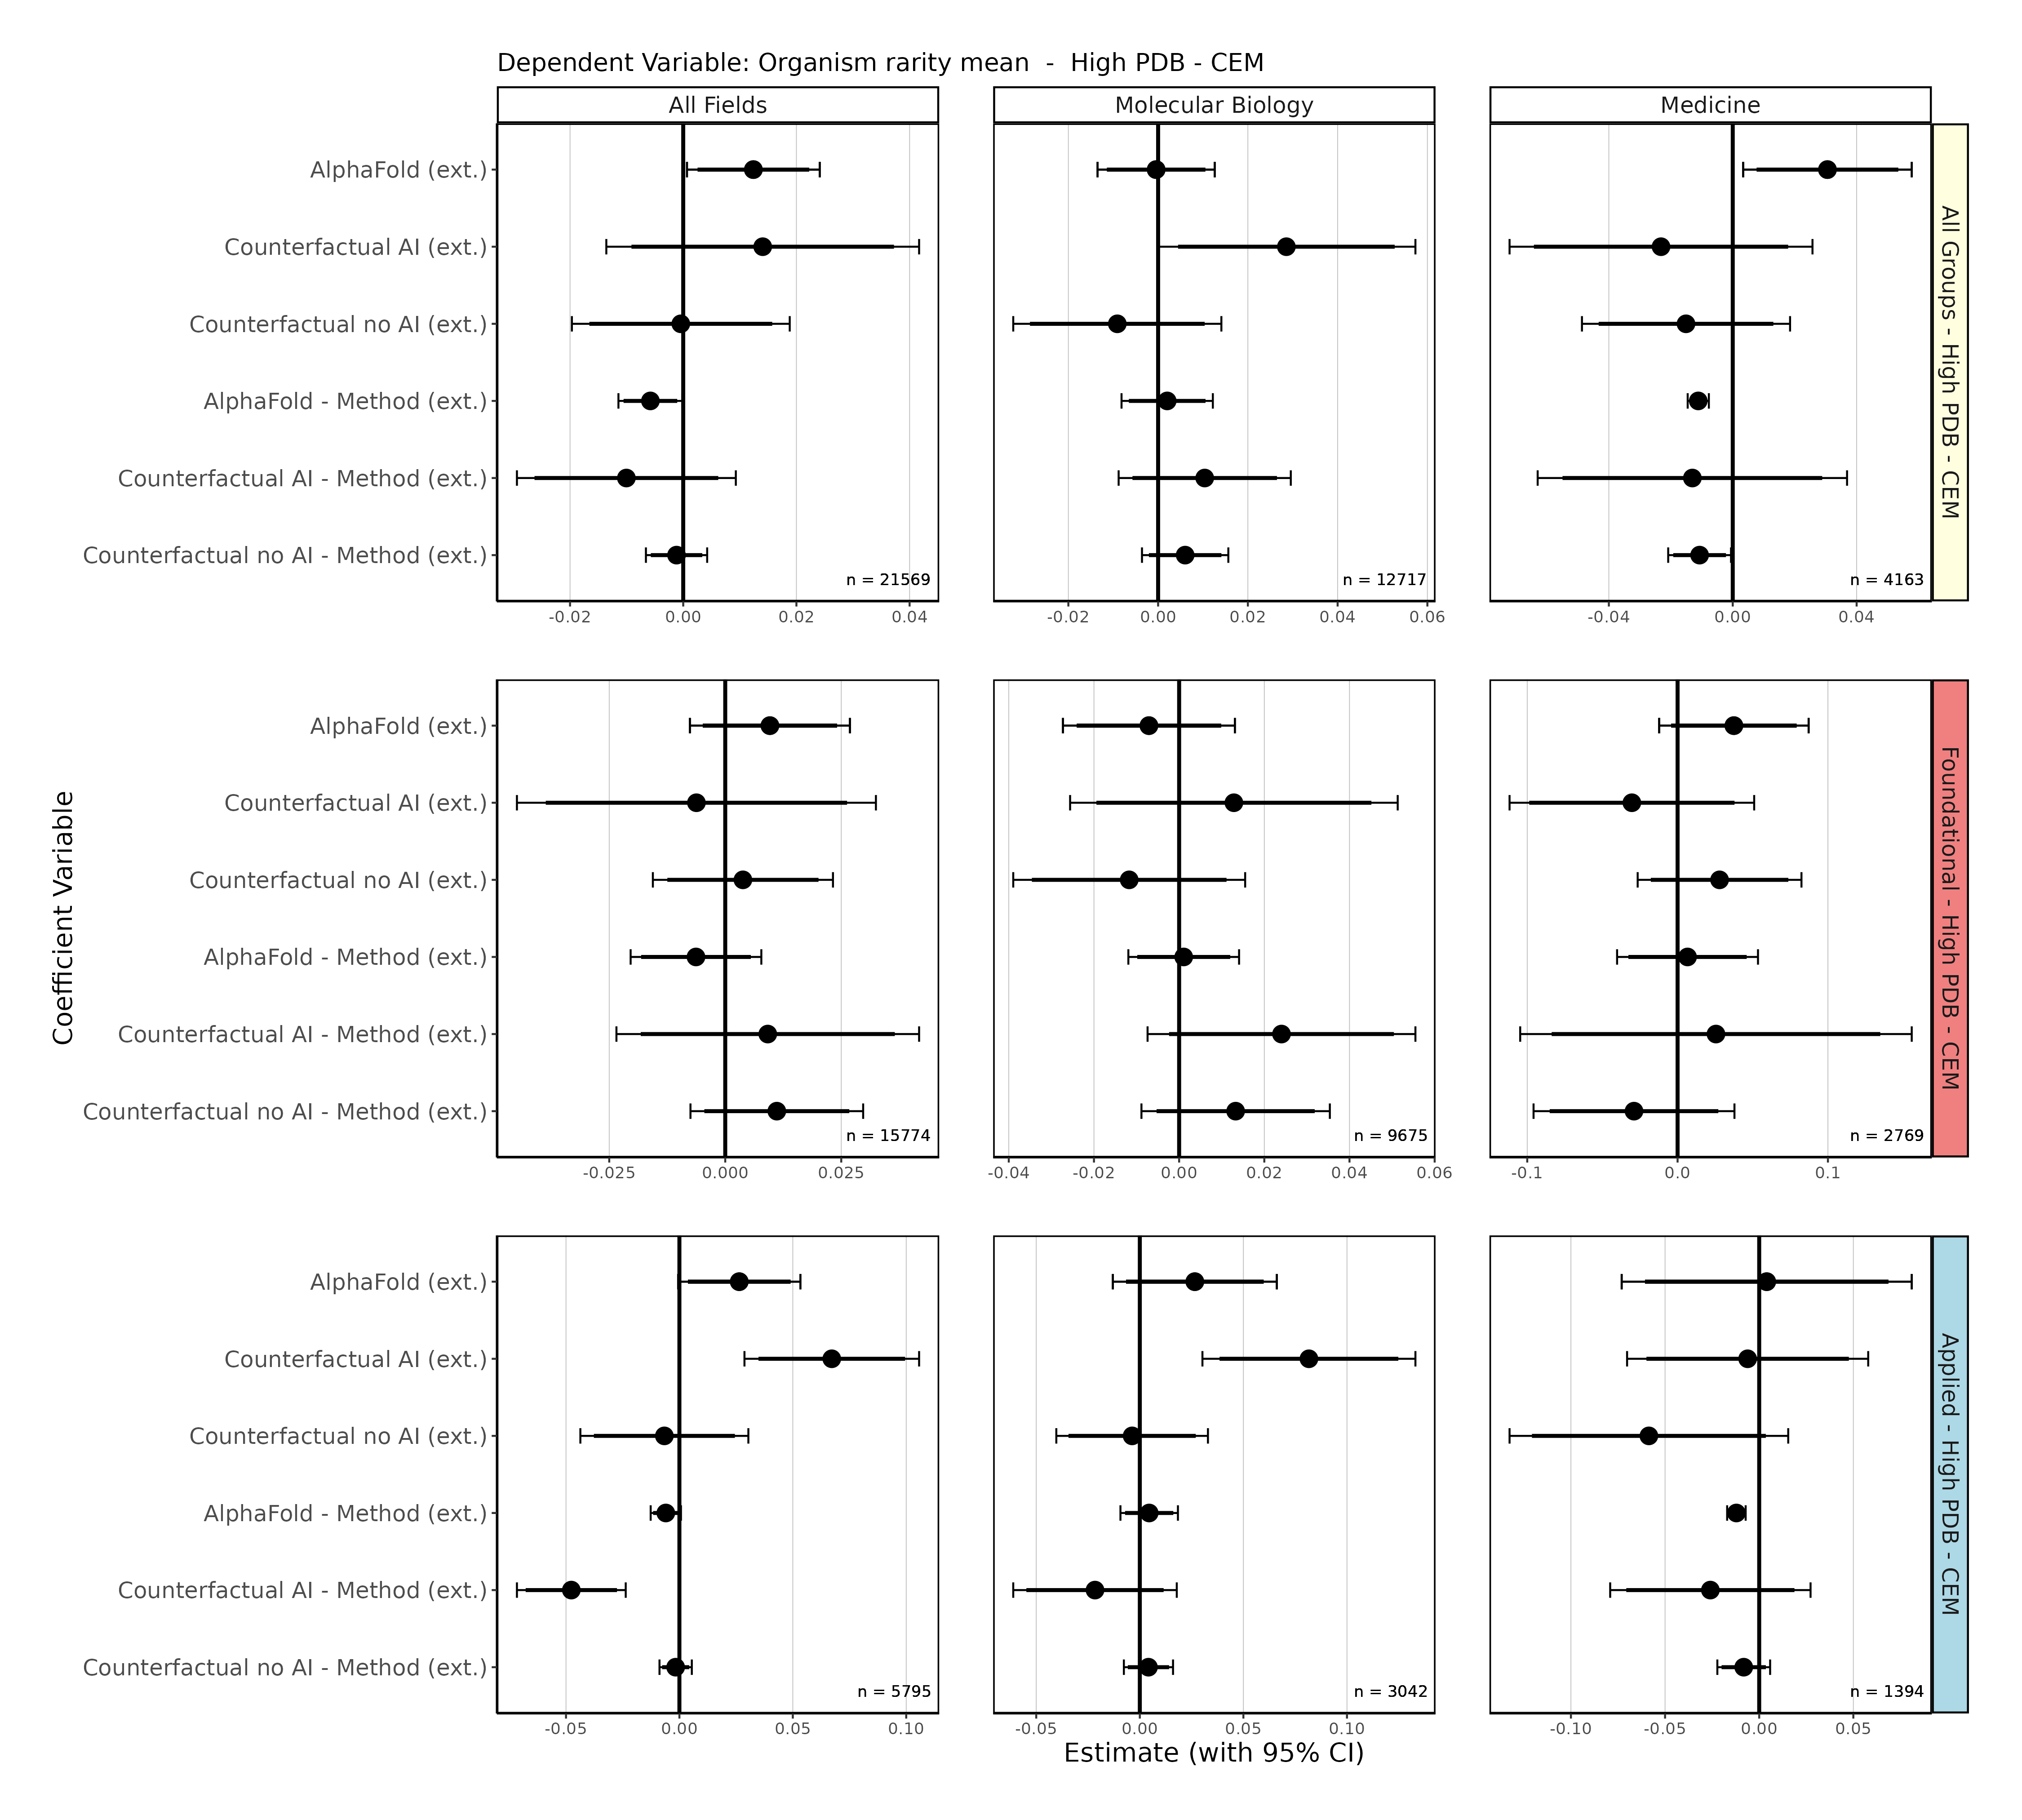 Dependent Variable: Organism rarity mean  -  High PDB - CEM
All Fields
Molecular Biology
Medicine
AlphaFold (ext.)
Counterfactual AI (ext.)
Counterfactual no AI (ext.)
AlphaFold - Method (ext.)
Counterfactual AI - Method (ext.)
Counterfactual no AI - Method (ext.)
n = 21569
n = 12717
n = 4163
-0.02 0.00 0.02 0.04
-0.02 0.00 0.02 0.04 0.06
-0.04 0.00 0.04
All Groups - High PDB - CEM
Coefficient Variable
AlphaFold (ext.)
Counterfactual AI (ext.)
Counterfactual no AI (ext.)
AlphaFold - Method (ext.)
Counterfactual AI - Method (ext.)
Counterfactual no AI - Method (ext.)
n = 15774
n = 9675
n = 2769
-0.025 0.000 0.025
-0.04 -0.02 0.00 0.02 0.04 0.06
-0.1 0.0 0.1
Foundational - High PDB - CEM
AlphaFold (ext.)
Counterfactual AI (ext.)
Counterfactual no AI (ext.)
AlphaFold - Method (ext.)
Counterfactual AI - Method (ext.)
Counterfactual no AI - Method (ext.)
n = 5795
n = 3042
n = 1394
-0.05 0.00 0.05 0.10
-0.05 0.00 0.05 0.10
-0.10 -0.05 0.00 0.05
Applied - High PDB - CEM
Estimate (with 95% CI)